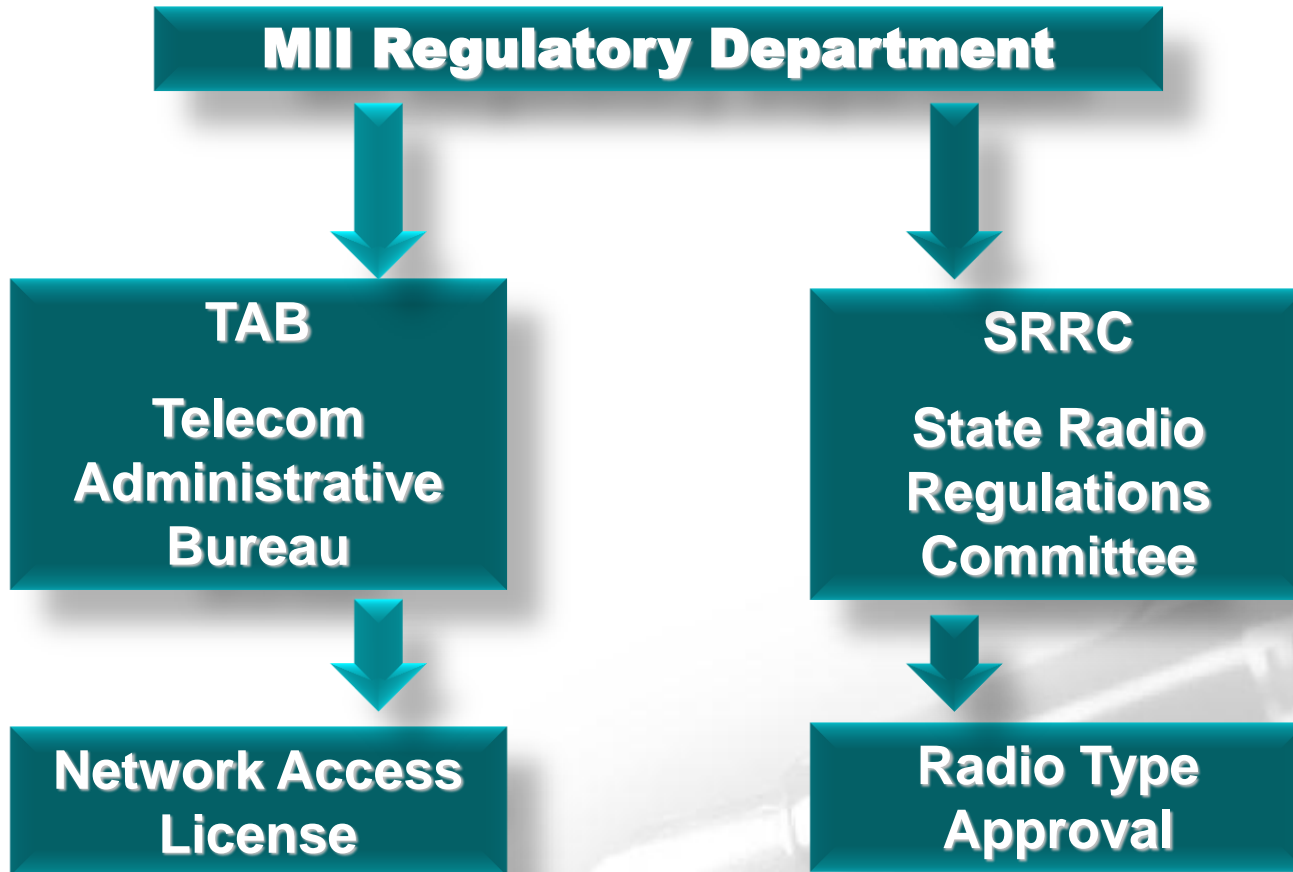 MII Regulatory Department
TAB
Telecom
Administrative
Bureau
SRRC
State Radio
Regulations
Committee
Network Access
License
Radio Type
Approval